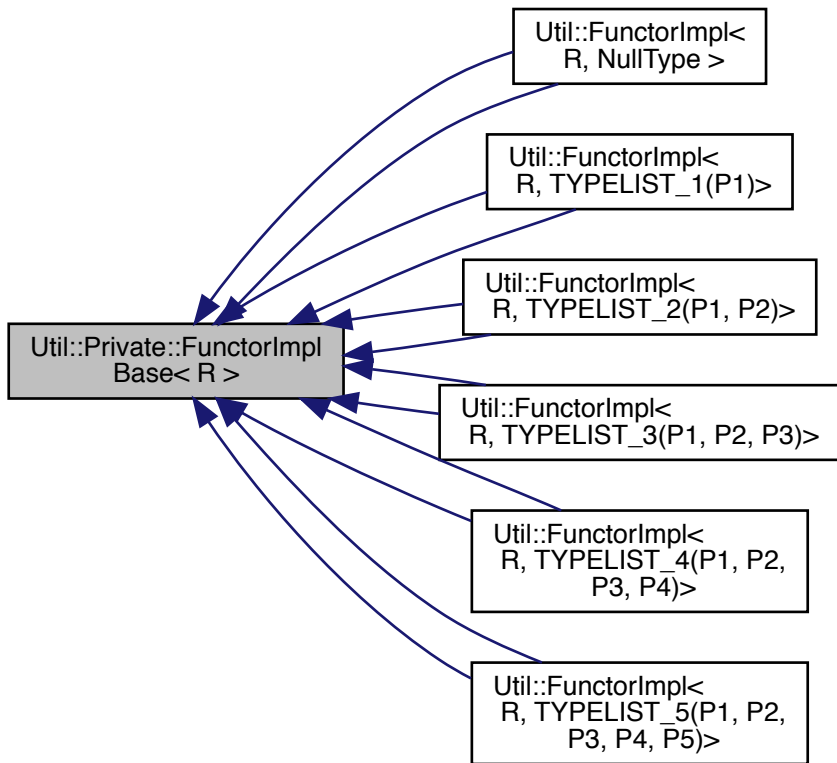 Util::FunctorImpl<
R, NullType >
Util::FunctorImpl<
R, TYPELIST_1(P1)>
Util::FunctorImpl<
R, TYPELIST_2(P1, P2)>
Util::Private::FunctorImpl
Base< R >
Util::FunctorImpl<
R, TYPELIST_3(P1, P2, P3)>
Util::FunctorImpl<
R, TYPELIST_4(P1, P2,
P3, P4)>
Util::FunctorImpl<
R, TYPELIST_5(P1, P2,
P3, P4, P5)>